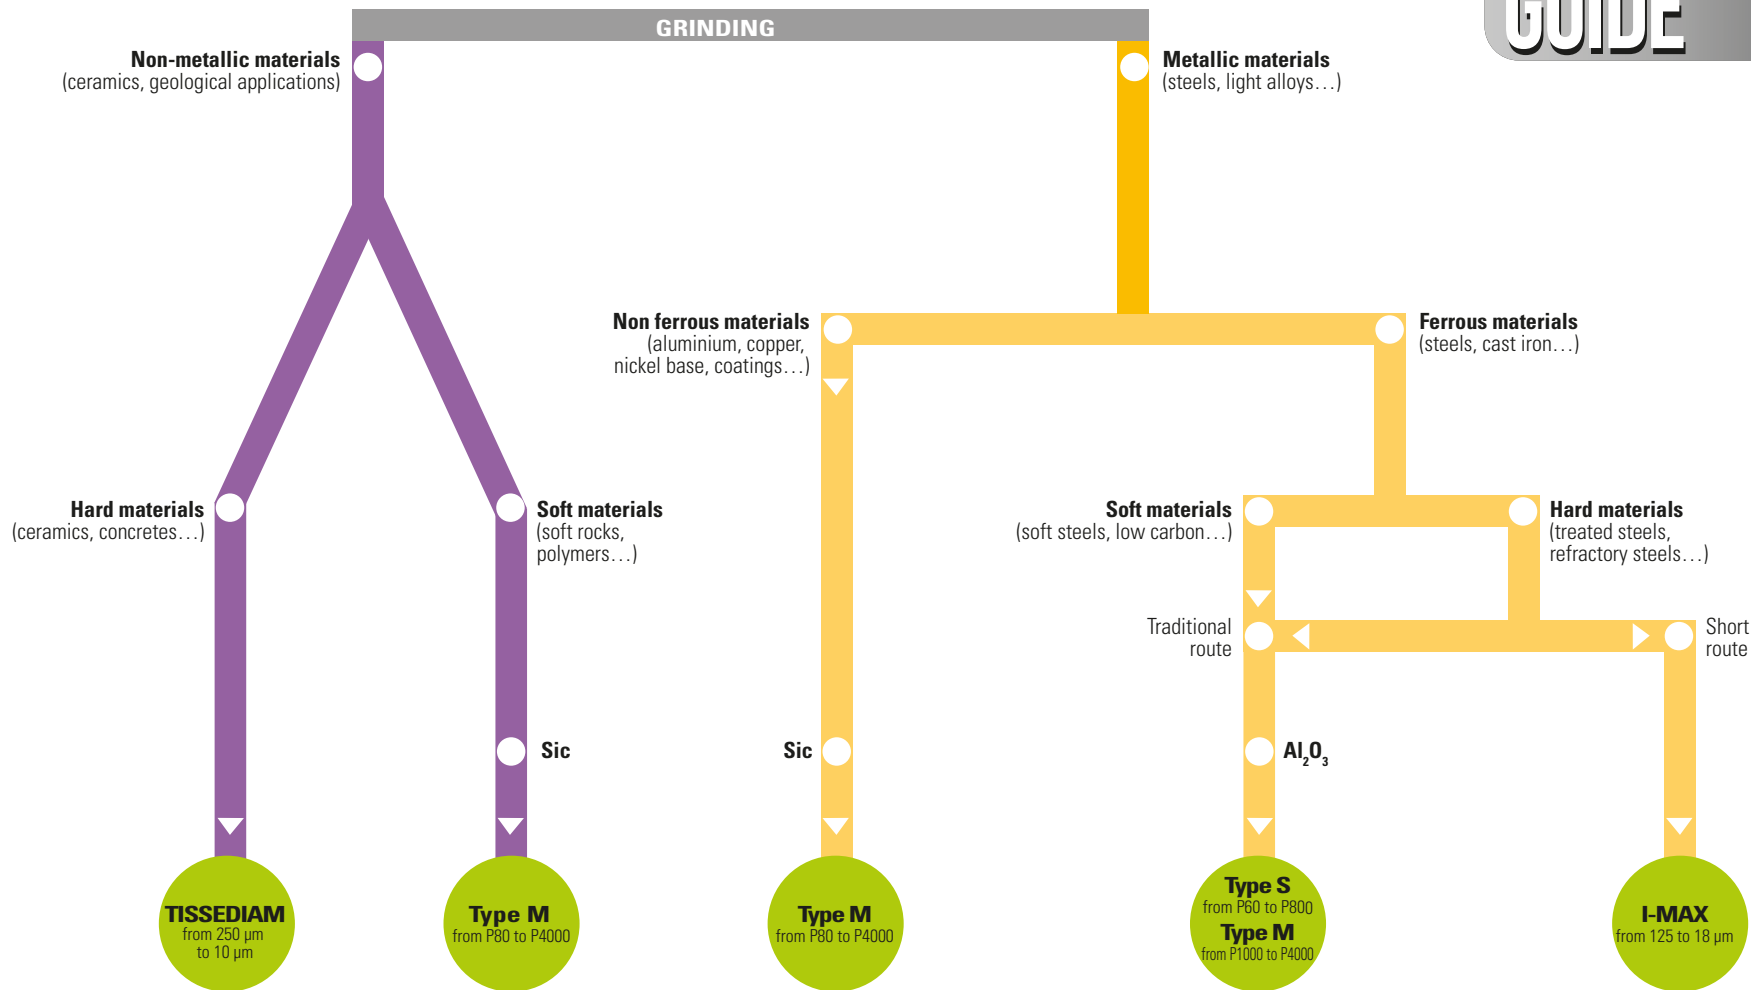 GUIDE
GRINDING
Non-metallic materials
(ceramics, geological applications)
Metallic materials
(steels, light alloys…)
Non ferrous materials
(aluminium, copper,
nickel base, coatings…)
Ferrous materials
(steels, cast iron…)
Hard materials
(ceramics, concretes…)
Soft materials
(soft rocks,
polymers…)
Soft materials
(soft steels, low carbon…)
Hard materials
(treated steels,
refractory steels…)
Traditional
route
Short
route
Sic
Sic
Al₂O₃
TISSEDIAM
from 250 µm
to 10 µm
Type M
from P80 to P4000
Type M
from P80 to P4000
Type S
from P60 to P800
Type M
from P1000 to P4000
I-MAX
from 125 to 18 µm